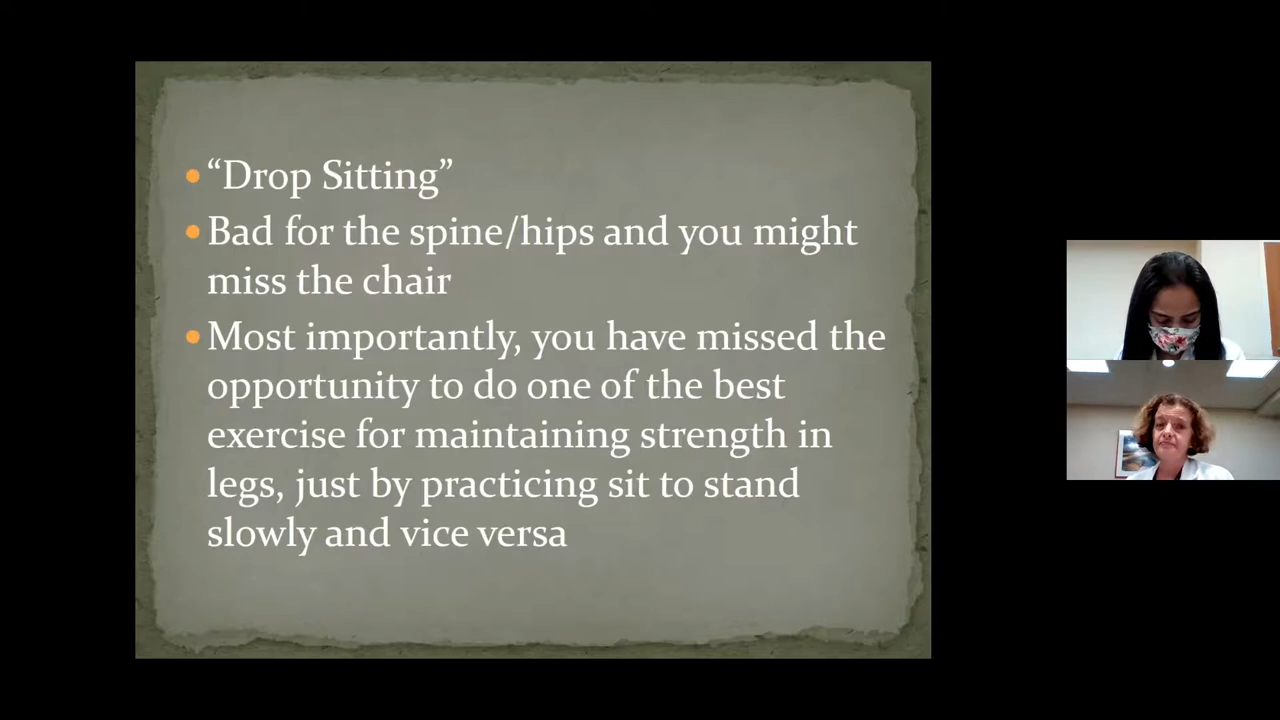 • “Drop Sitting”
• Bad for the spine/hips and you might
miss the chair
• Most importantly, you have missed the
opportunity to do one of the best
exercise for maintaining strength in
legs, just by practicing sit to stand
slowly and vice versa